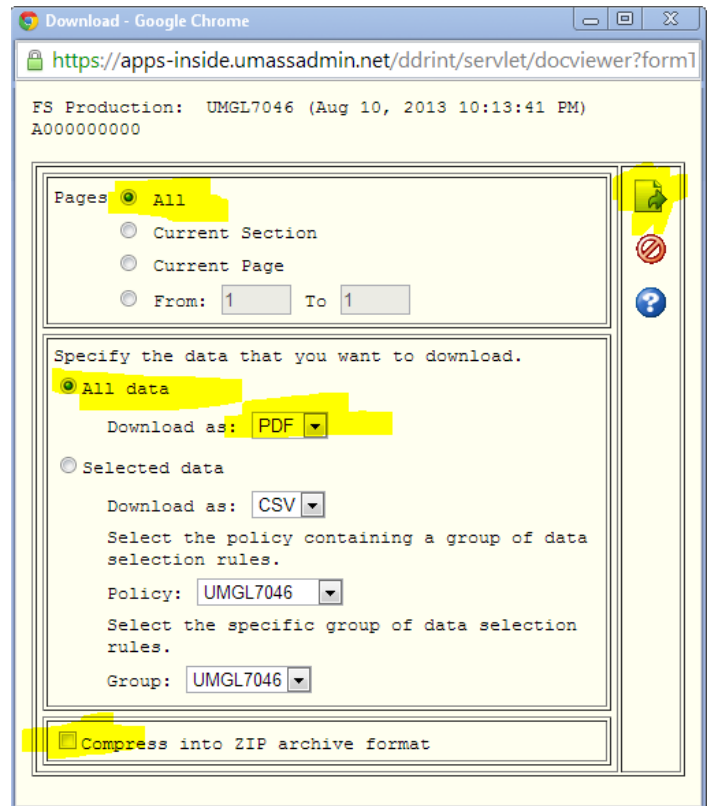 Download - Google Chrome
https://apps-inside.umassadmin.net/ddrint/servlet/docviewer?form1
FS Production: UMGL7046 (Aug 10, 2013 10:13:41 PM)
A000000000
Pages All
Current Section
Current Page
From: 1 To 1
Specify the data that you want to download.
All data
Download as: PDF
Selected data
Download as: CSV
Select the policy containing a group of data
selection rules.
Policy: UMGL7046
Select the specific group of data selection
rules.
Group: UMGL7046
Compress into ZIP archive format